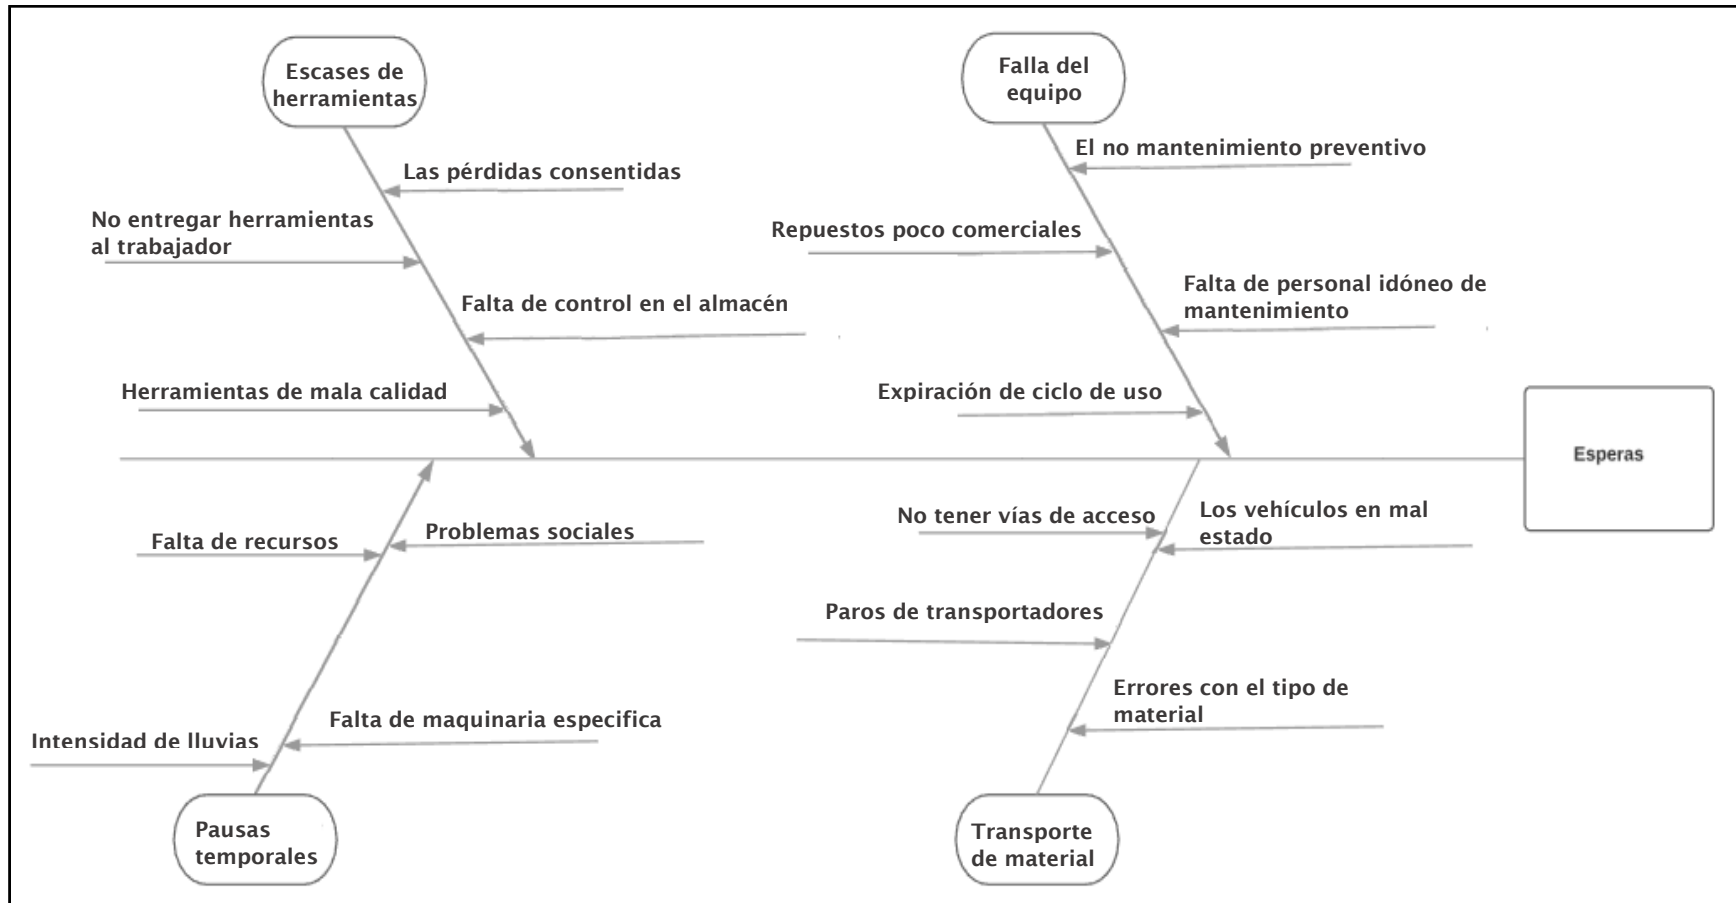 Escases de
herramientas
Falla del
equipo
Las pérdidas consentidas
El no mantenimiento preventivo
No entregar herramientas
al trabajador
Repuestos poco comerciales
Falta de control en el almacén
Falta de personal idóneo de
mantenimiento
Herramientas de mala calidad
Expiración de ciclo de uso
Esperas
Falta de recursos
Problemas sociales
No tener vías de acceso
Los vehículos en mal
estado
Paros de transportadores
Intensidad de lluvias
Falta de maquinaria especifica
Errores con el tipo de
material
Pausas
temporales
Transporte
de material